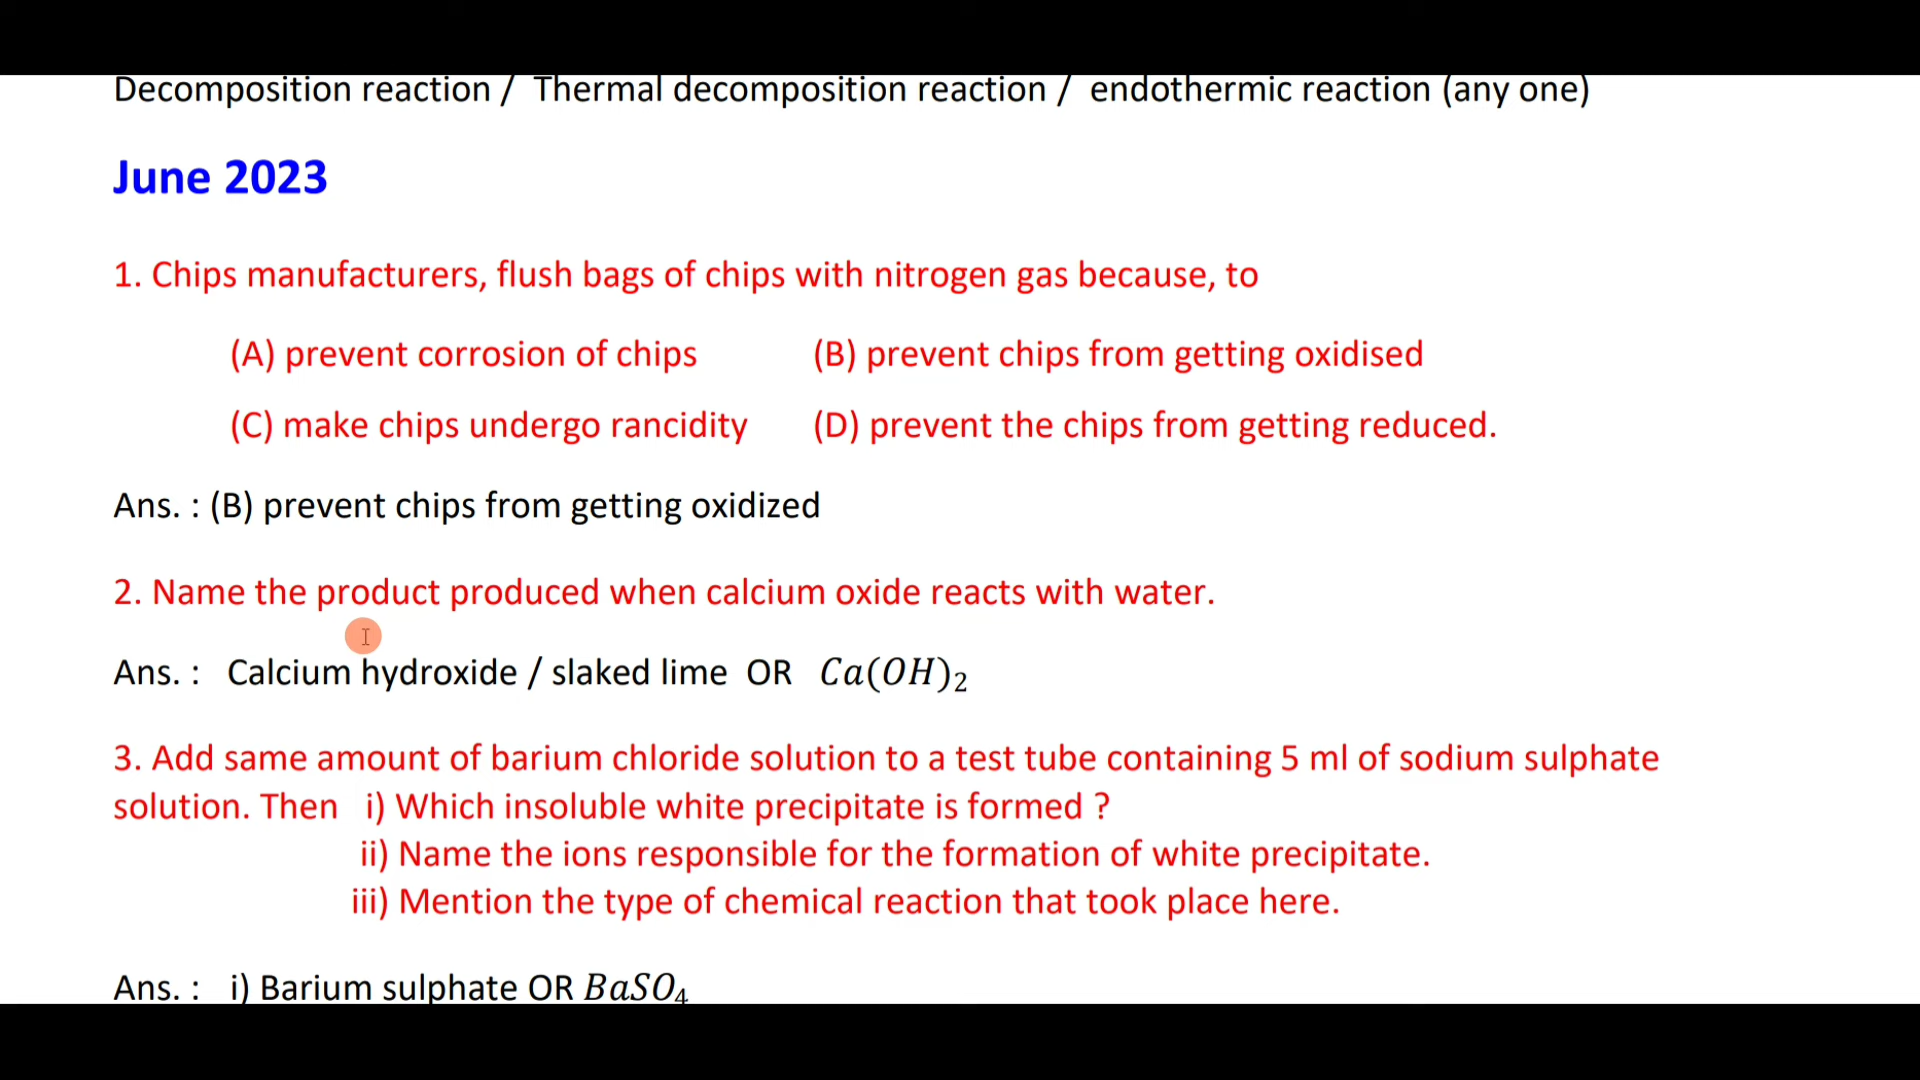 Decomposition reaction / Thermal decomposition reaction / endothermic reaction (any one)
June 2023
1. Chips manufacturers, flush bags of chips with nitrogen gas because, to
(A) prevent corrosion of chips (B) prevent chips from getting oxidised
(C) make chips undergo rancidity (D) prevent the chips from getting reduced.
Ans. : (B) prevent chips from getting oxidized
2. Name the product produced when calcium oxide reacts with water.
Ans. : Calcium hydroxide / slaked lime OR Ca(OH)₂
3. Add same amount of barium chloride solution to a test tube containing 5 ml of sodium sulphate
solution. Then i) Which insoluble white precipitate is formed ?
ii) Name the ions responsible for the formation of white precipitate.
iii) Mention the type of chemical reaction that took place here.
Ans. : i) Barium sulphate OR BaSO₄